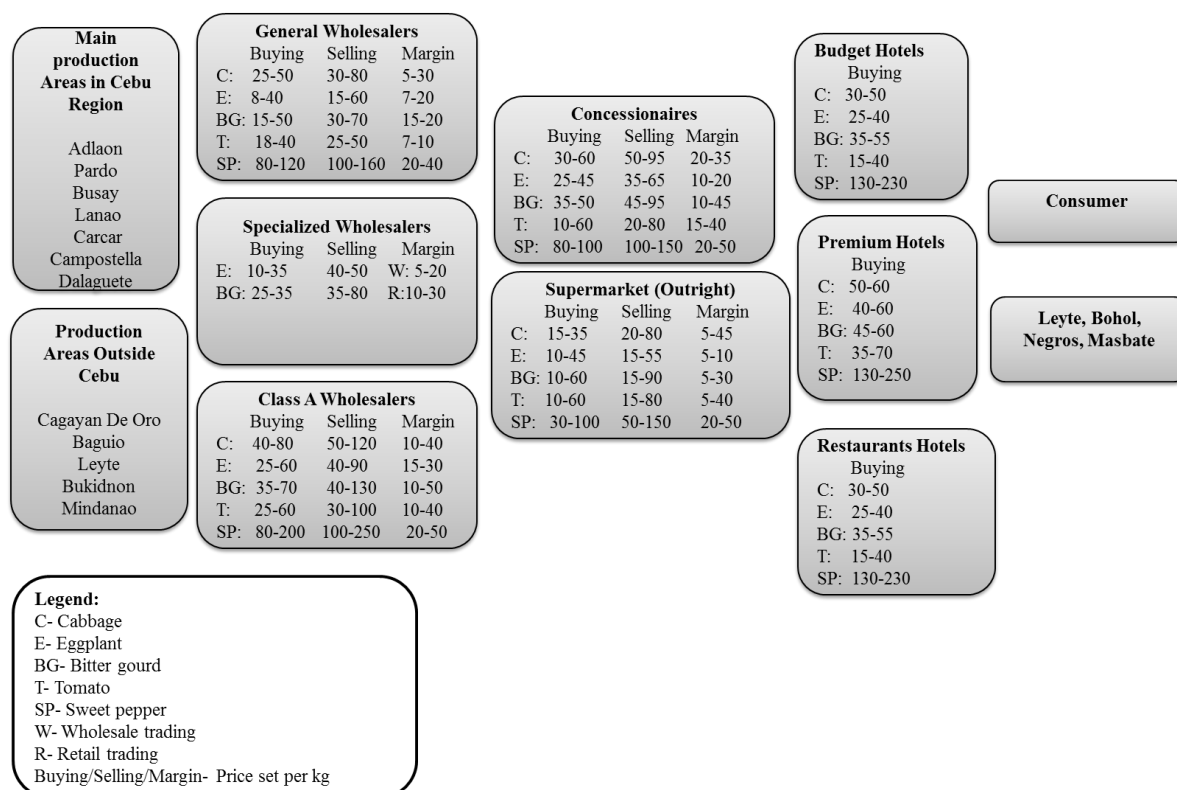 Main
production
Areas in Cebu
Region
Adlaon
Pardo
Busay
Lanao
Carcar
Campostella
Dalaguete
Production
Areas Outside
Cebu
Cagayan De Oro
Baguio
Leyte
Bukidnon
Mindanao
General Wholesalers
Buying Selling Margin
C: 25-50 30-80 5-30
E: 8-40 15-60 7-20
BG: 15-50 30-70 15-20
T: 18-40 25-50 7-10
SP: 80-120 100-160 20-40
Specialized Wholesalers
Buying Selling Margin
E: 10-35 40-50 W: 5-20
BG: 25-35 35-80 R:10-30
Class A Wholesalers
Buying Selling Margin
C: 40-80 50-120 10-40
E: 25-60 40-90 15-30
BG: 35-70 40-130 10-50
T: 25-60 30-100 10-40
SP: 80-200 100-250 20-50
Concessionaires
Buying Selling Margin
C: 30-60 50-95 20-35
E: 25-45 35-65 10-20
BG: 35-50 45-95 10-45
T: 10-60 20-80 15-40
SP: 80-100 100-150 20-50
Supermarket (Outright)
Buying Selling Margin
C: 15-35 20-80 5-45
E: 10-45 15-55 5-10
BG: 10-60 15-90 5-30
T: 10-60 15-80 5-40
SP: 30-100 50-150 20-50
Budget Hotels
Buying
C: 30-50
E: 25-40
BG: 35-55
T: 15-40
SP: 130-230
Premium Hotels
Buying
C: 50-60
E: 40-60
BG: 45-60
T: 35-70
SP: 130-250
Restaurants Hotels
Buying
C: 30-50
E: 25-40
BG: 35-55
T: 15-40
SP: 130-230
Consumer
Leyte, Bohol,
Negros, Masbate
Legend:
C- Cabbage
E- Eggplant
BG- Bitter gourd
T- Tomato
SP- Sweet pepper
W- Wholesale trading
R- Retail trading
Buying/Selling/Margin- Price set per kg